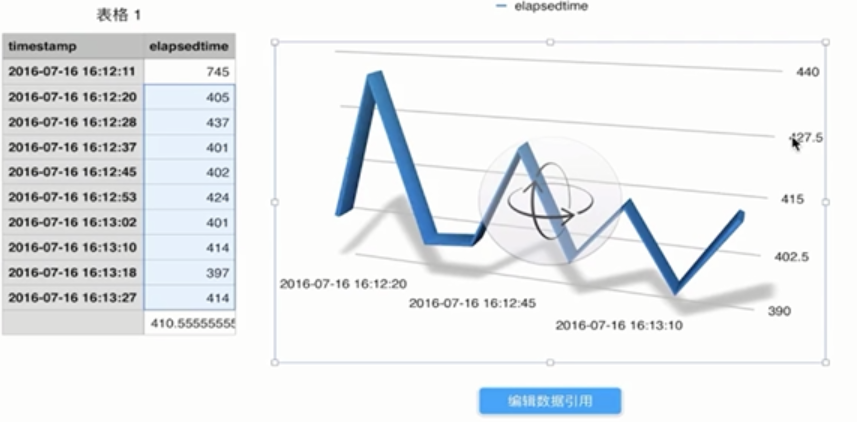 表格 1
timestamp elapsedtime
2016-07-16 16:12:11 745
2016-07-16 16:12:20 405
2016-07-16 16:12:28 437
2016-07-16 16:12:37 401
2016-07-16 16:12:45 402
2016-07-16 16:12:53 424
2016-07-16 16:13:02 401
2016-07-16 16:13:10 414
2016-07-16 16:13:18 397
2016-07-16 16:13:27 414
410.55555555
elapsedtime
440
427.5
415
402.5
390
2016-07-16 16:12:20
2016-07-16 16:12:45
2016-07-16 16:13:10
编辑数据引用